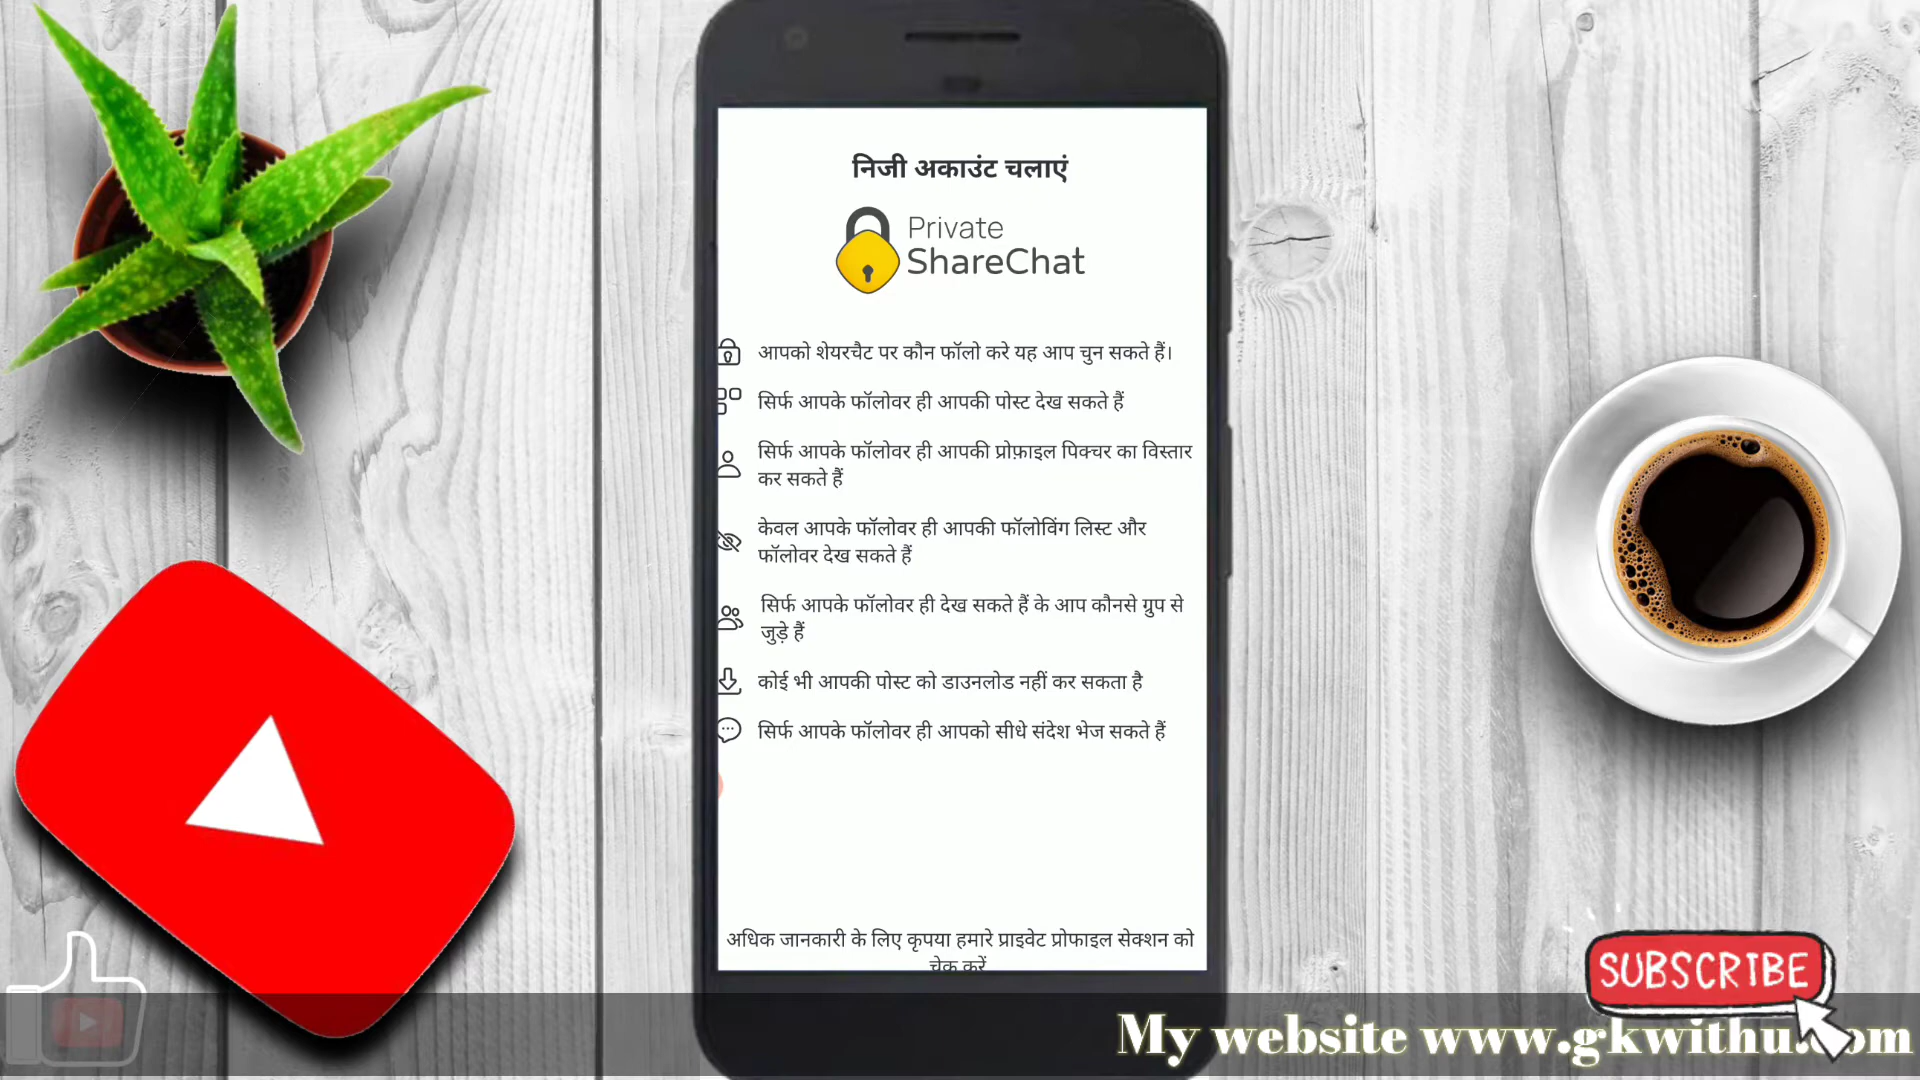 निजी अकाउंट चलाएं
Private
ShareChat
आपको शेयरचैट पर कौन फॉलो करे यह आप चुन सकते हैं।
सिर्फ आपके फॉलोवर ही आपकी पोस्ट देख सकते हैं
सिर्फ आपके फॉलोवर ही आपकी प्रोफ़ाइल पिक्चर का विस्तार
कर सकते हैं
केवल आपके फॉलोवर ही आपकी फॉलोविंग लिस्ट और
फॉलोवर देख सकते हैं
सिर्फ आपके फॉलोवर ही देख सकते हैं के आप कौनसे ग्रुप से
जुड़े हैं
कोई भी आपकी पोस्ट को डाउनलोड नहीं कर सकता है
सिर्फ आपके फॉलोवर ही आपको सीधे संदेश भेज सकते हैं
अधिक जानकारी के लिए कृपया हमारे प्राइवेट प्रोफाइल सेक्शन को
चेक करें
SUBSCRIBE
My website www.gkwithu.com